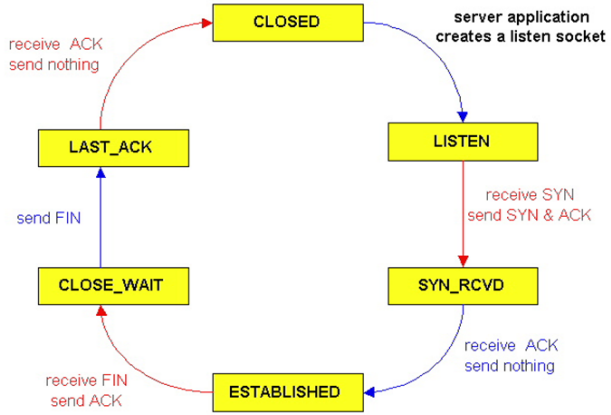 CLOSED
server application
creates a listen socket
receive ACK
send nothing
LAST_ACK
LISTEN
receive SYN
send SYN & ACK
send FIN
CLOSE_WAIT
SYN_RCVD
receive ACK
send nothing
receive FIN
send ACK
ESTABLISHED